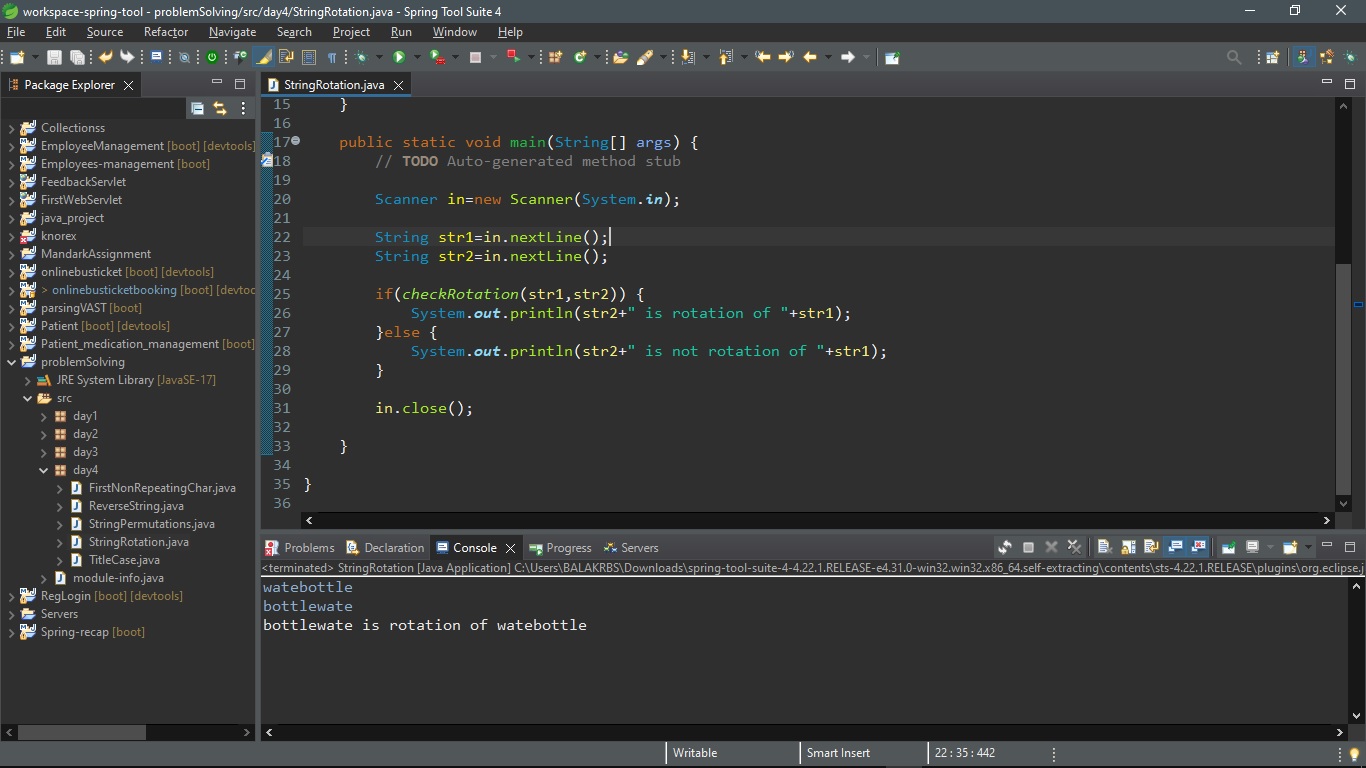 workspace-spring-tool - problemSolving/src/day4/StringRotation.java - Spring Tool Suite 4
File Edit Source Refactor Navigate Search Project Run Window Help
Package Explorer
Collectionss
EmployeeManagement [boot] [devtools]
Employees-management [boot]
FeedbackServlet
FirstWebServlet
java_project
knorex
MandarkAssignment
onlinebusticket [boot] [devtools]
> onlinebusticketbooking [boot] [devtoo
parsingVAST [boot]
Patient [boot] [devtools]
Patient_medication_management [boot]
problemSolving
JRE System Library [JavaSE-17]
src
day1
day2
day3
day4
FirstNonRepeatingChar.java
ReverseString.java
StringPermutations.java
StringRotation.java
TitleCase.java
module-info.java
RegLogin [boot] [devtools]
Servers
Spring-recap [boot]
StringRotation.java
15 }
16
17 public static void main(String[] args) {
18 // TODO Auto-generated method stub
19
20 Scanner in=new Scanner(System.in);
21
22 String str1=in.nextLine();
23 String str2=in.nextLine();
24
25 if(checkRotation(str1,str2)) {
26 System.out.println(str2+" is rotation of "+str1);
27 }else {
28 System.out.println(str2+" is not rotation of "+str1);
29 }
30
31 in.close();
32
33 }
34
35 }
36
Problems Declaration Console Progress Servers
<terminated> StringRotation [Java Application] C:\Users\BALAKRBS\Downloads\spring-tool-suite-4-4.22.1.RELEASE-e4.31.0-win32.win32.x86_64.self-extracting\contents\sts-4.22.1.RELEASE\plugins\org.eclipse.j
watebottle
bottlewate
bottlewate is rotation of watebottle
Writable Smart Insert 22 : 35 : 442